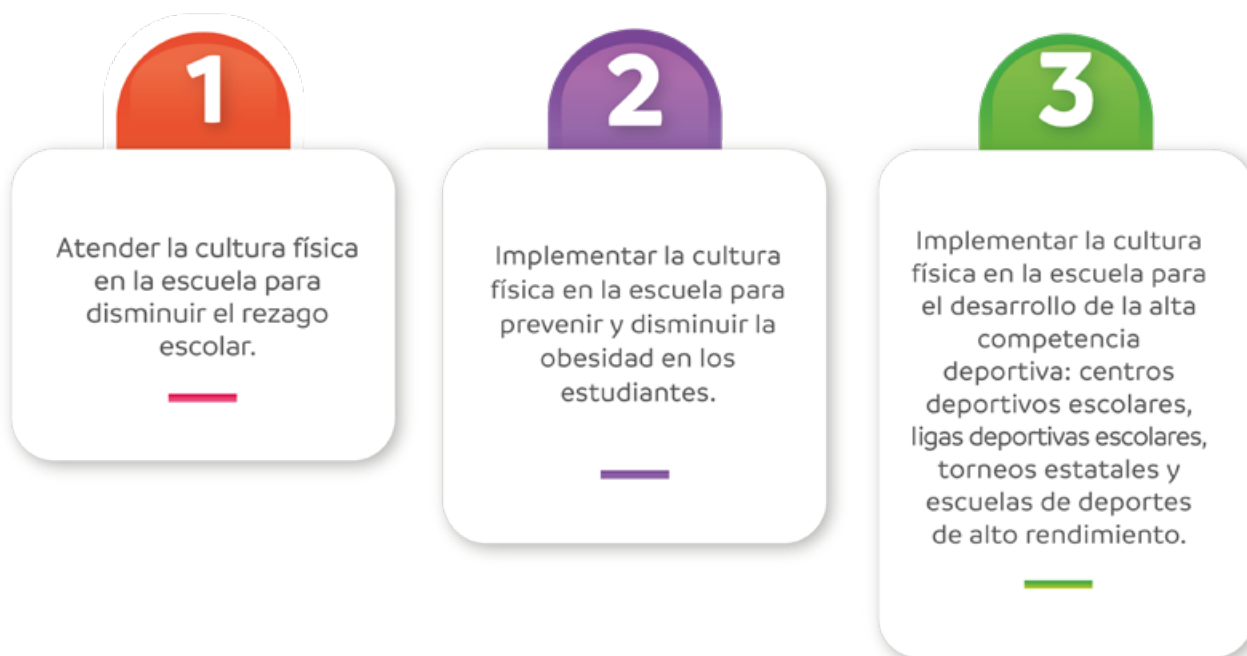 1
Atender la cultura física
en la escuela para
disminuir el rezago
escolar.
2
Implementar la cultura
física en la escuela para
prevenir y disminuir la
obesidad en los
estudiantes.
3
Implementar la cultura
física en la escuela para
el desarrollo de la alta
competencia
deportiva: centros
deportivos escolares,
ligas deportivas escolares,
torneos estatales y
escuelas de deportes
de alto rendimiento.